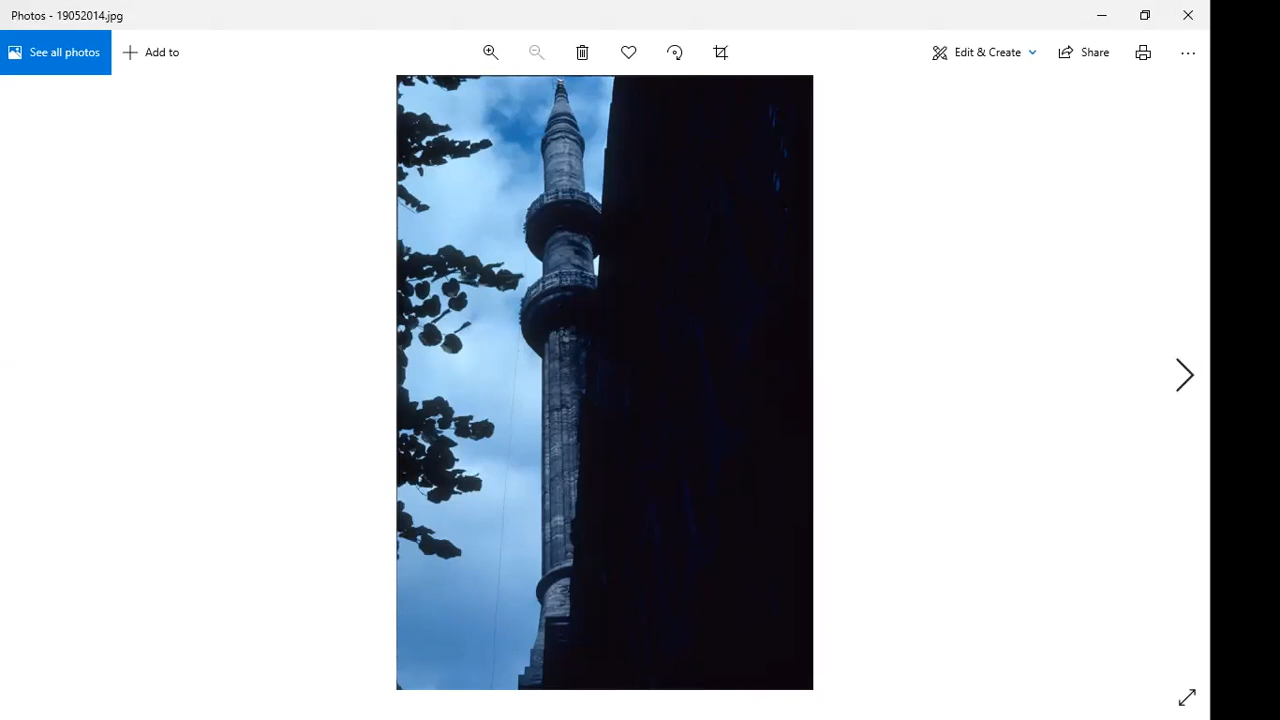 Photos - 19052014.jpg
See all photos
Add to
Edit & Create
Share